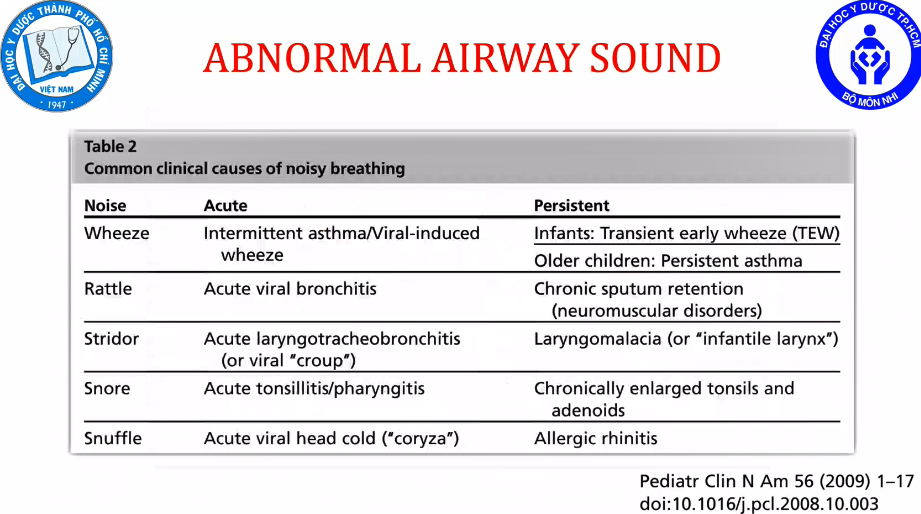 ĐẠI HỌC Y DƯỢC THÀNH PHỐ HỒ CHÍ MINH
VIỆT NAM
1947
ABNORMAL AIRWAY SOUND
ĐẠI HỌC Y DƯỢC TP.HCM
BỘ MÔN NHI
Table 2
Common clinical causes of noisy breathing
Noise Acute Persistent
Wheeze Intermittent asthma/Viral-induced Infants: Transient early wheeze (TEW)
wheeze
Older children: Persistent asthma
Rattle Acute viral bronchitis Chronic sputum retention
(neuromuscular disorders)
Stridor Acute laryngotracheobronchitis Laryngomalacia (or "infantile larynx")
(or viral "croup")
Snore Acute tonsillitis/pharyngitis Chronically enlarged tonsils and
adenoids
Snuffle Acute viral head cold ("coryza") Allergic rhinitis
Pediatr Clin N Am 56 (2009) 1–17
doi:10.1016/j.pcl.2008.10.003